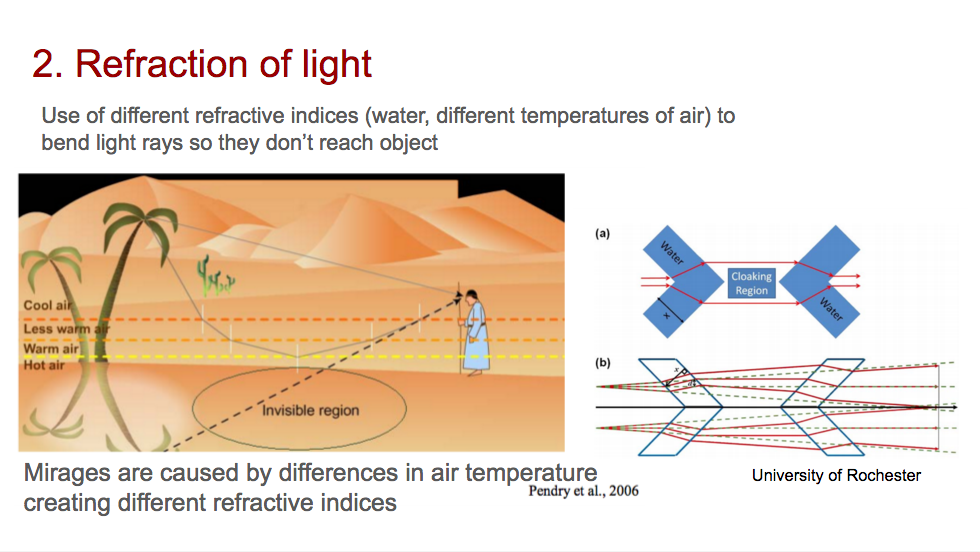 2. Refraction of light
Use of different refractive indices (water, different temperatures of air) to
bend light rays so they don’t reach object
Cool air
Less warm air
Warm air
Hot air
Invisible region
(a)
Water
Cloaking
Region
x
Water
(b)
x
Mirages are caused by differences in air temperature
creating different refractive indices
Pendry et al., 2006
University of Rochester